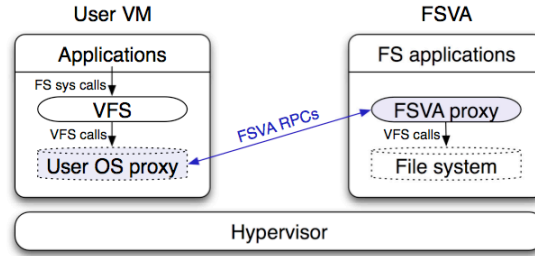 User VM
FSVA
Applications
FS applications
FS sys calls
VFS
FSVA RPCs
FSVA proxy
VFS calls
VFS calls
User OS proxy
File system
Hypervisor